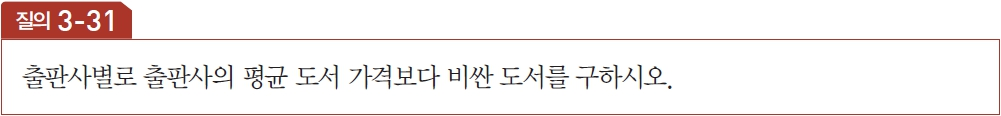 질의 3-31
출판사별로 출판사의 평균 도서 가격보다 비싼 도서를 구하시오.